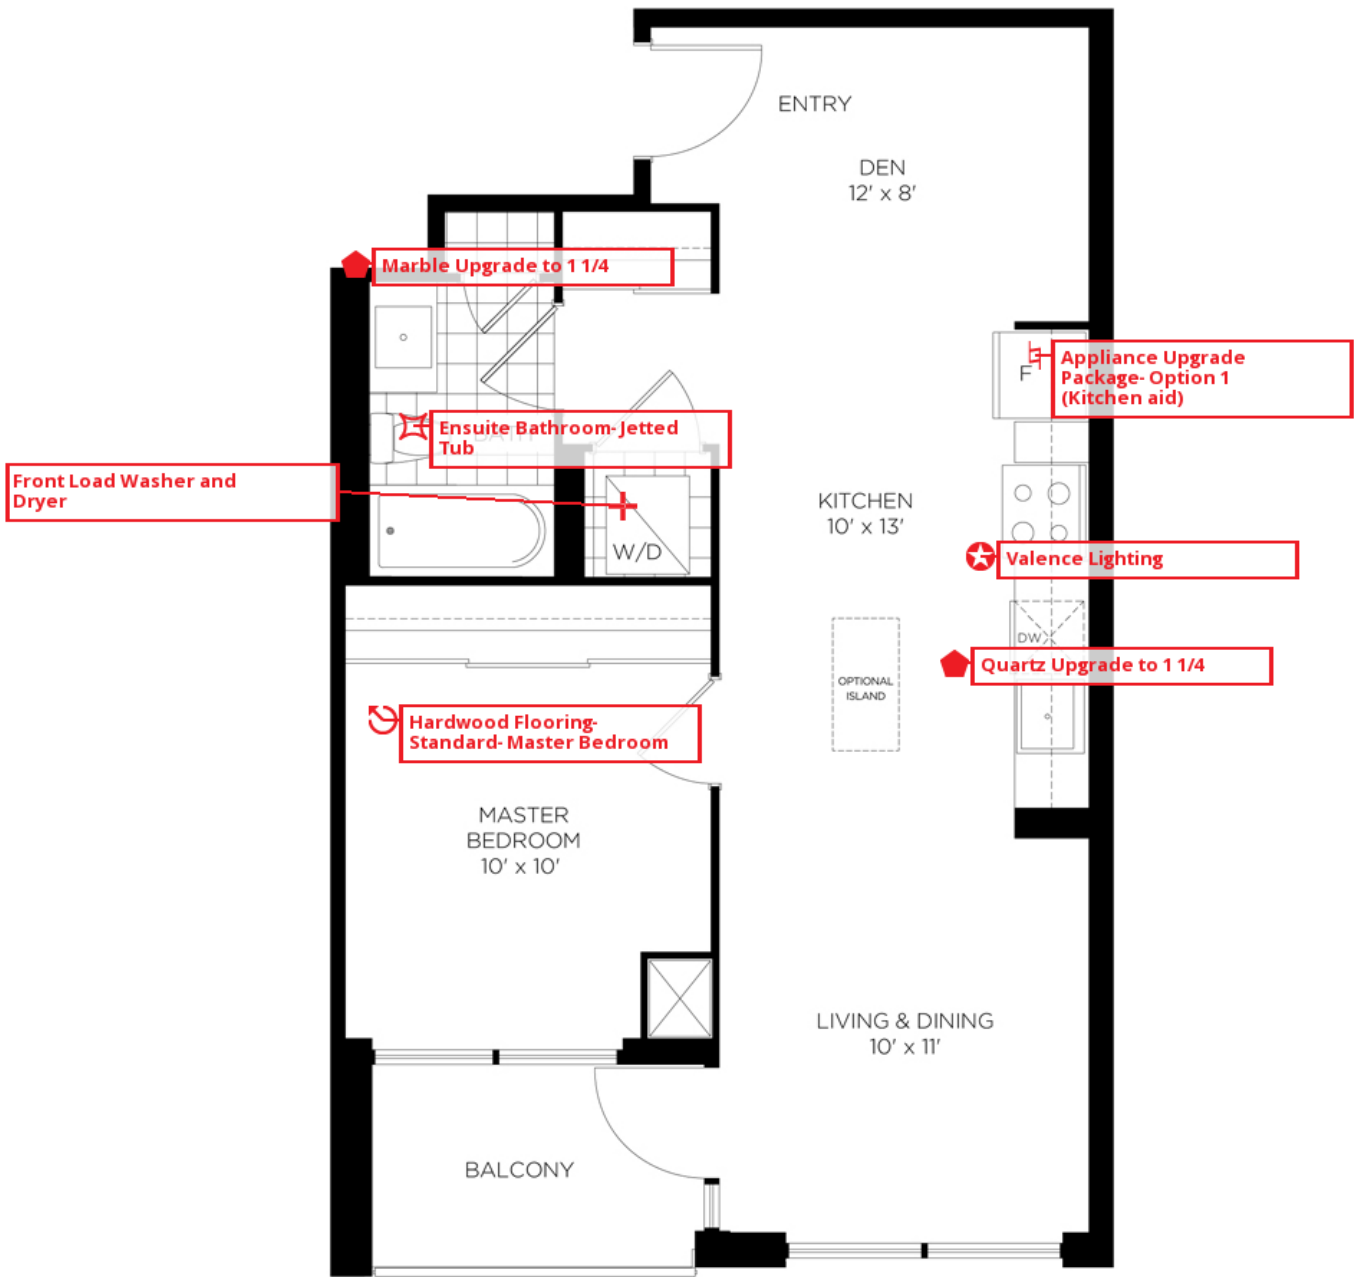 ENTRY
DEN
12' x 8'
Marble Upgrade to 1 1/4
Appliance Upgrade
Package- Option 1
(Kitchen aid)
F
Ensuite Bathroom- Jetted
Tub
BATH
Front Load Washer and
Dryer
KITCHEN
10' x 13'
W/D
Valence Lighting
DW
Quartz Upgrade to 1 1/4
OPTIONAL
ISLAND
Hardwood Flooring-
Standard- Master Bedroom
MASTER
BEDROOM
10' x 10'
LIVING & DINING
10' x 11'
BALCONY